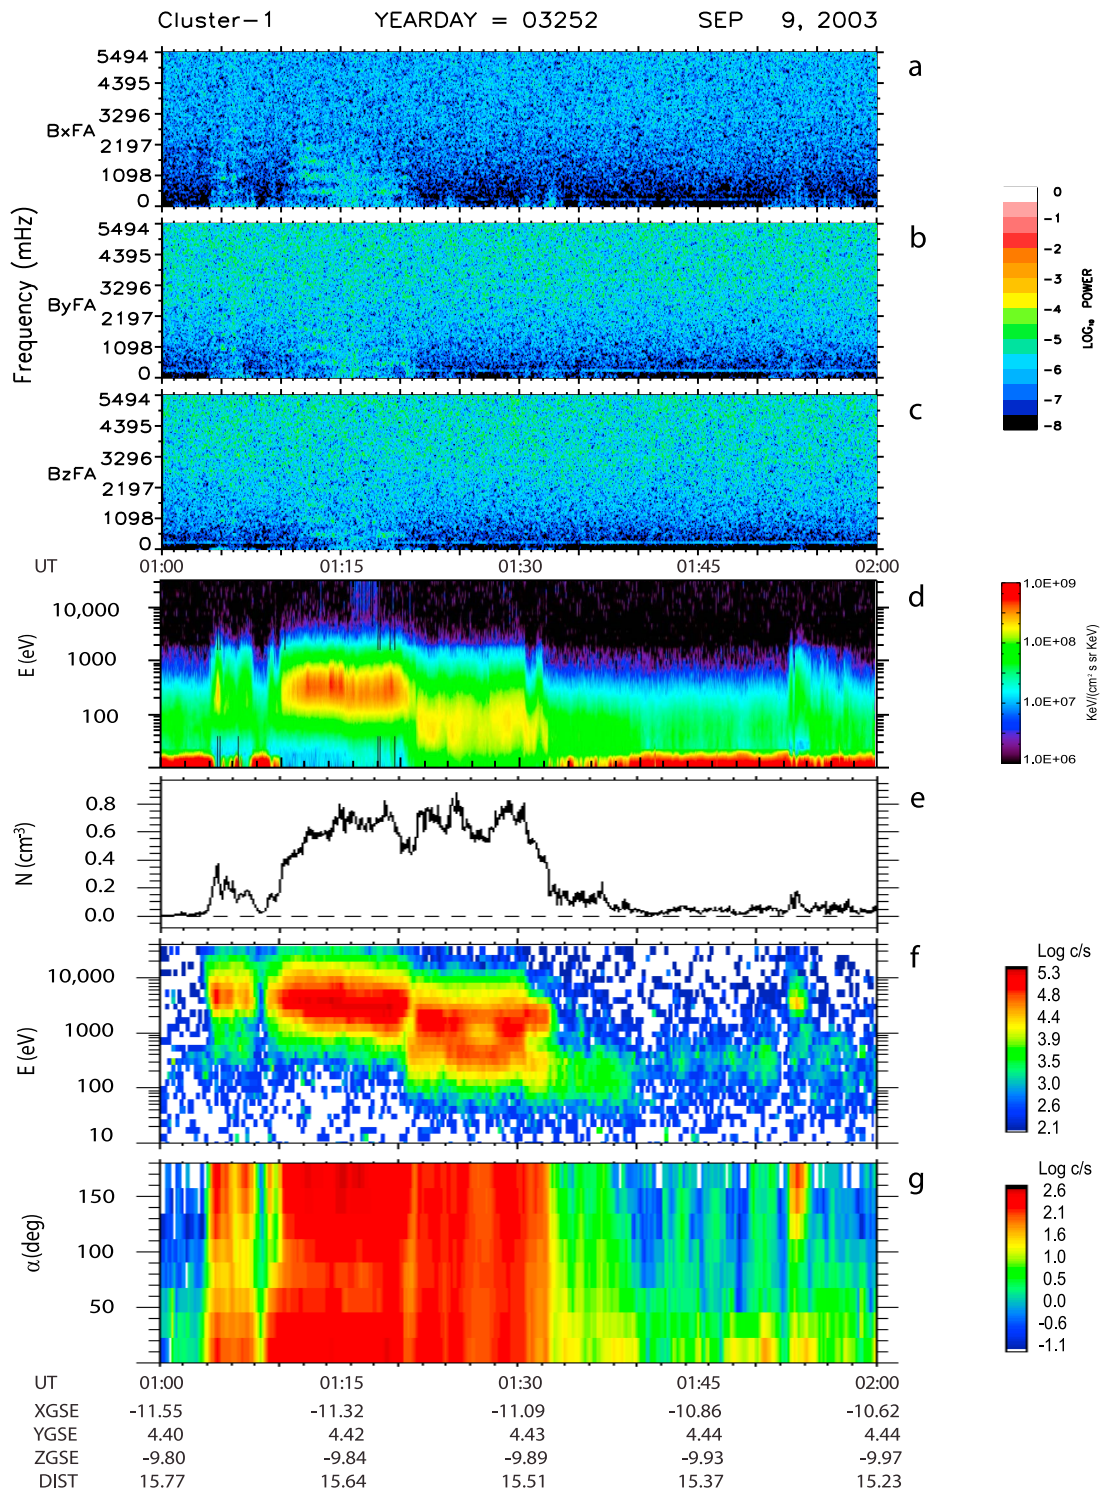 Cluster-1 YEARDAY = 03252 SEP 9, 2003
a
5494
4395
3296
BxFA
2197
1098
0
b
5494
4395
3296
ByFA
2197
1098
0
c
5494
4395
3296
BzFA
2197
1098
0
Frequency (mHz)
0
-1
-2
-3
-4
-5
-6
-7
-8
LOG₁₀ POWER
UT 01:00 01:15 01:30 01:45 02:00
d
10,000
1000
100
E (eV)
1.0E+09
1.0E+08
1.0E+07
1.0E+06
KeV/(cm² s sr KeV)
e
0.8
0.6
0.4
0.2
0.0
N (cm⁻³)
f
10,000
1000
100
10
E (eV)
Log c/s
5.3
4.8
4.4
3.9
3.5
3.0
2.6
2.1
g
150
100
50
α(deg)
Log c/s
2.6
2.1
1.6
1.0
0.5
0.0
-0.6
-1.1
UT 01:00 01:15 01:30 01:45 02:00
XGSE -11.55 -11.32 -11.09 -10.86 -10.62
YGSE 4.40 4.42 4.43 4.44 4.44
ZGSE -9.80 -9.84 -9.89 -9.93 -9.97
DIST 15.77 15.64 15.51 15.37 15.23